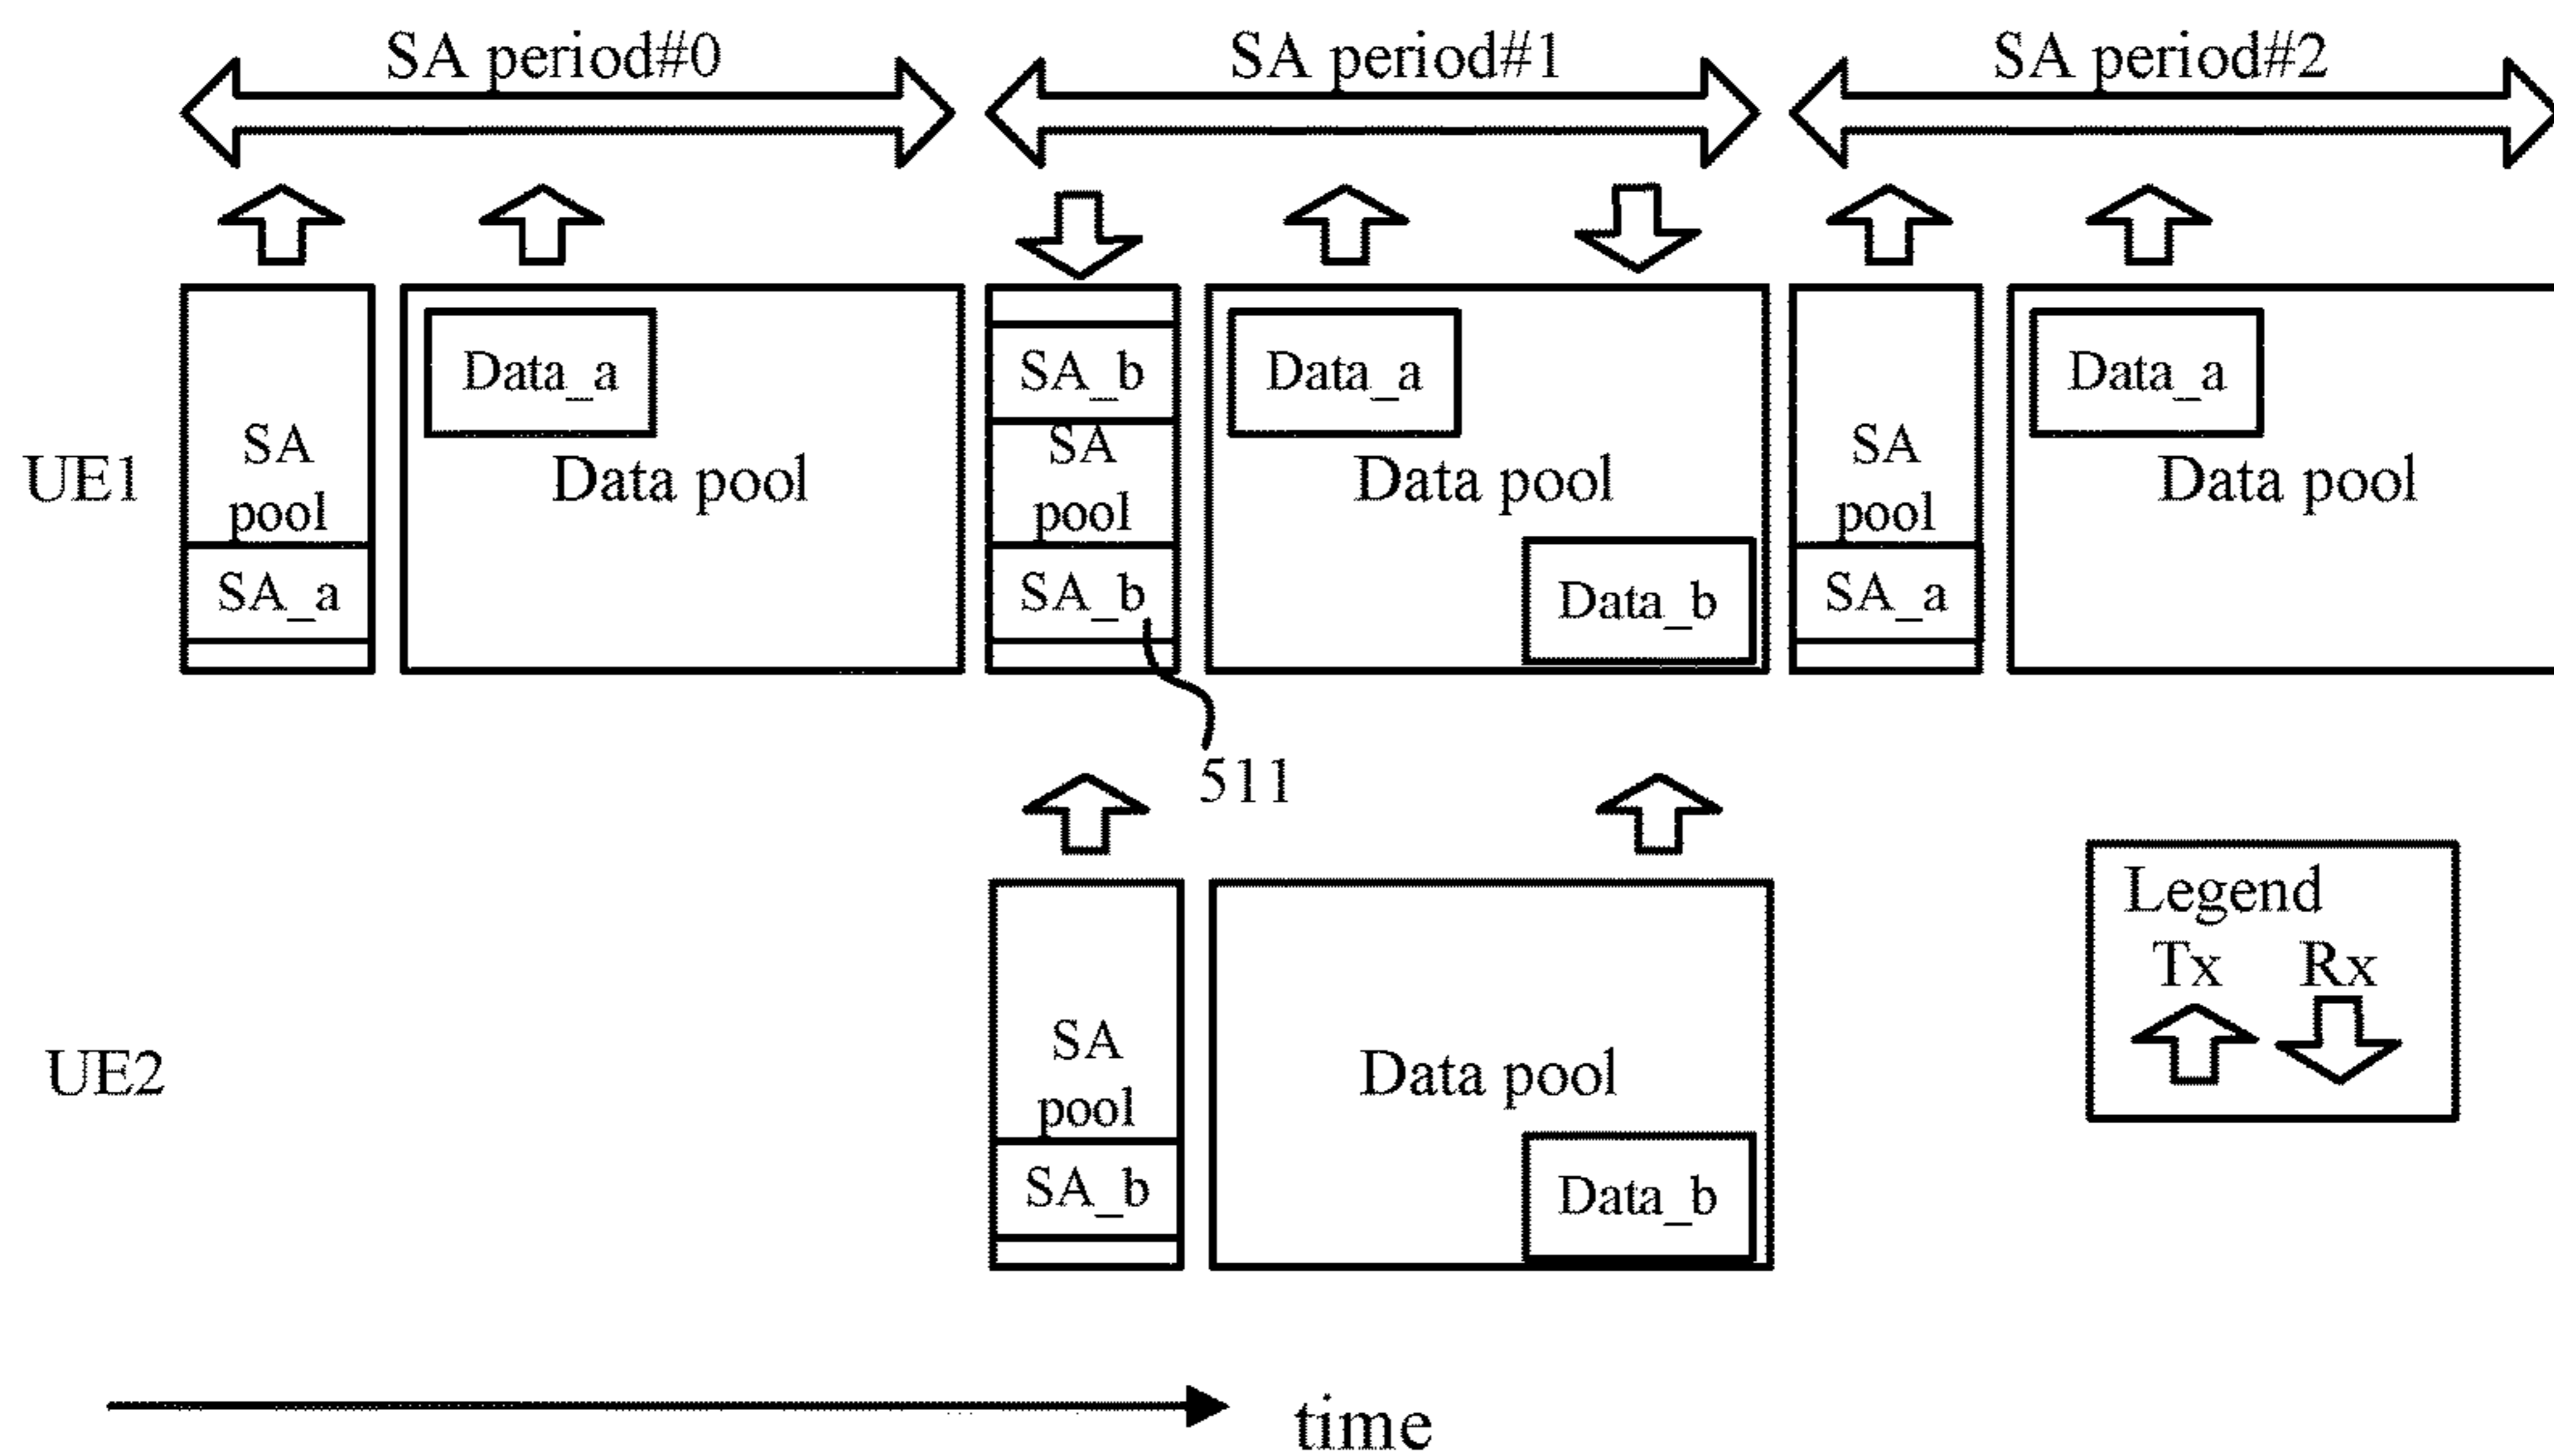 SA period#0
SA period#1
SA period#2
UE1
SA
pool
SA_a
Data_a
Data pool
SA_b
SA
pool
SA_b
511
Data_a
Data pool
Data_b
SA
pool
SA_a
Data_a
Data pool
UE2
SA
pool
SA_b
Data pool
Data_b
Legend
Tx Rx
time